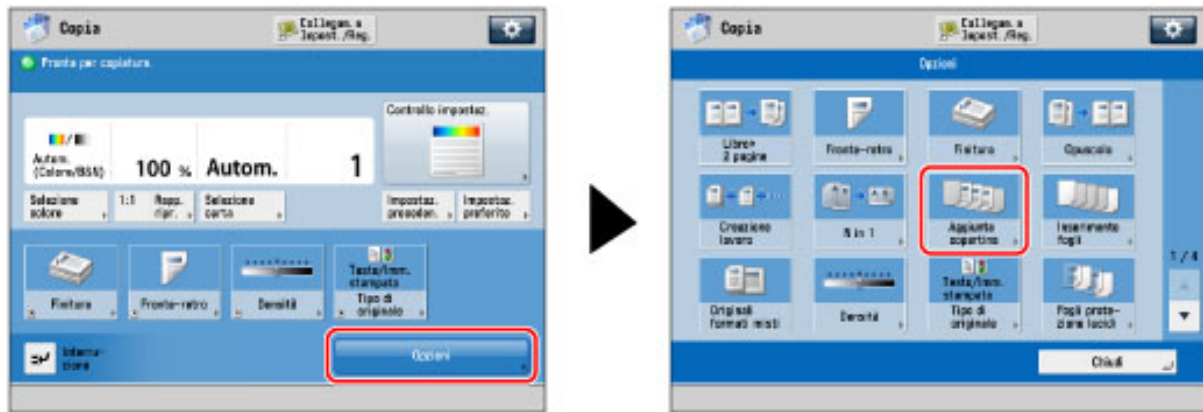 Copia
Collegam. a
Impost./Reg.
Pronta per copiatura.
Controllo impostaz.
Autom.
(Colore/B&N)
100 %
Autom.
1
Selezione
colore
1:1
Rapp.
ripr.
Selezione
carta
Impostaz.
preceden.
Impostaz.
preferite
Finitura
Fronte-retro
Densità
Testo/Imm.
stampata
Tipo di
originale
Interru-
zione
Opzioni
Copia
Collegam. a
Impost./Reg.
Opzioni
Libro▸
2 pagine
Fronte-retro
Finitura
Opuscolo
Creazione
lavoro
N in 1
Aggiunta
copertina
Inserimento
fogli
1/4
Originali
formati misti
Densità
Testo/Imm.
stampata
Tipo di
originale
Fogli prote-
zione lucidi
Chiudi